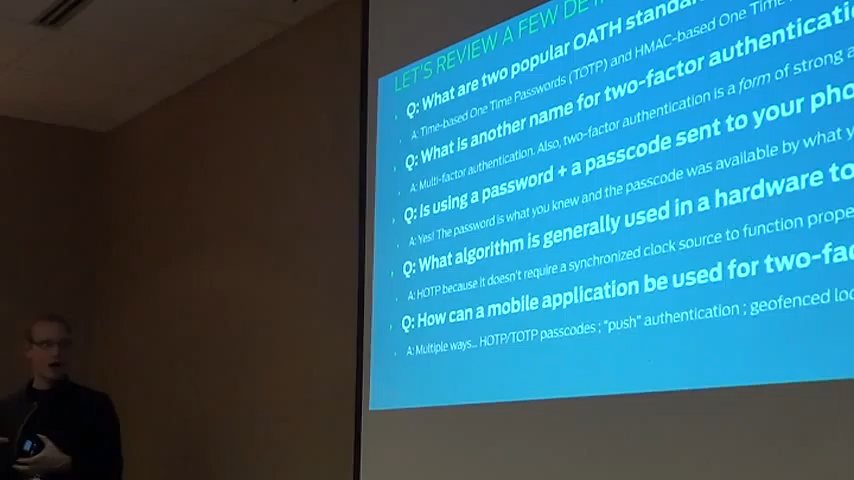 LET'S REVIEW A FEW DE
Q: What are two popular OATH standar
A: Time-based One Time Passwords (TOTP) and HMAC-based One Time
Q: What is another name for two-factor authenticati
A: Multi-factor authentication. Also, two-factor authentication is a form of strong a
Q: Is using a password + a passcode sent to your pho
A: Yes! The password is what you knew and the passcode was available by what y
Q: What algorithm is generally used in a hardware to
A: HOTP because it doesn't require a synchronized clock source to function prope
Q: How can a mobile application be used for two-fac
A: Multiple ways... HOTP/TOTP passcodes ; "push" authentication ; geofenced loc